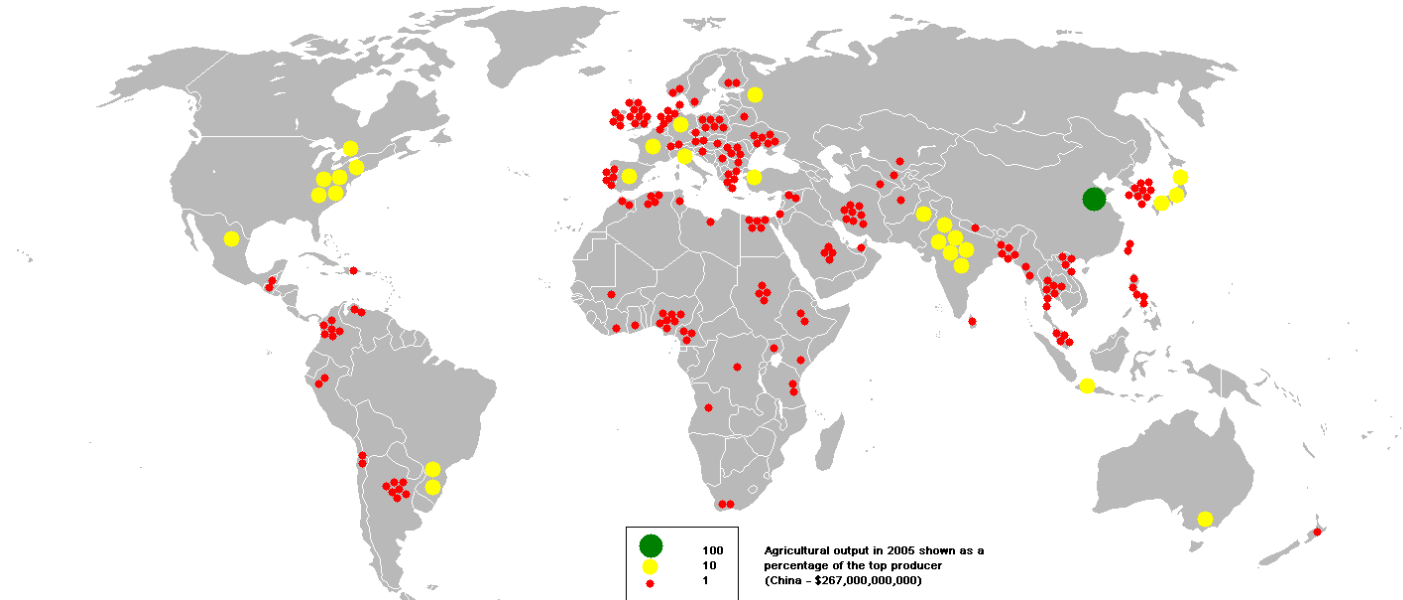 100
10
1
Agricultural output in 2005 shown as a
percentage of the top producer
(China - $267,000,000,000)